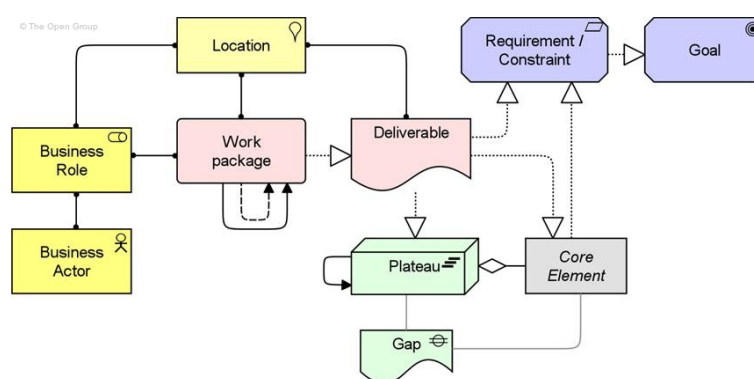 © The Open Group
Location
Requirement /
Constraint
Goal
Business
Role
Work
package
Deliverable
Business
Actor
Plateau
Core
Element
Gap